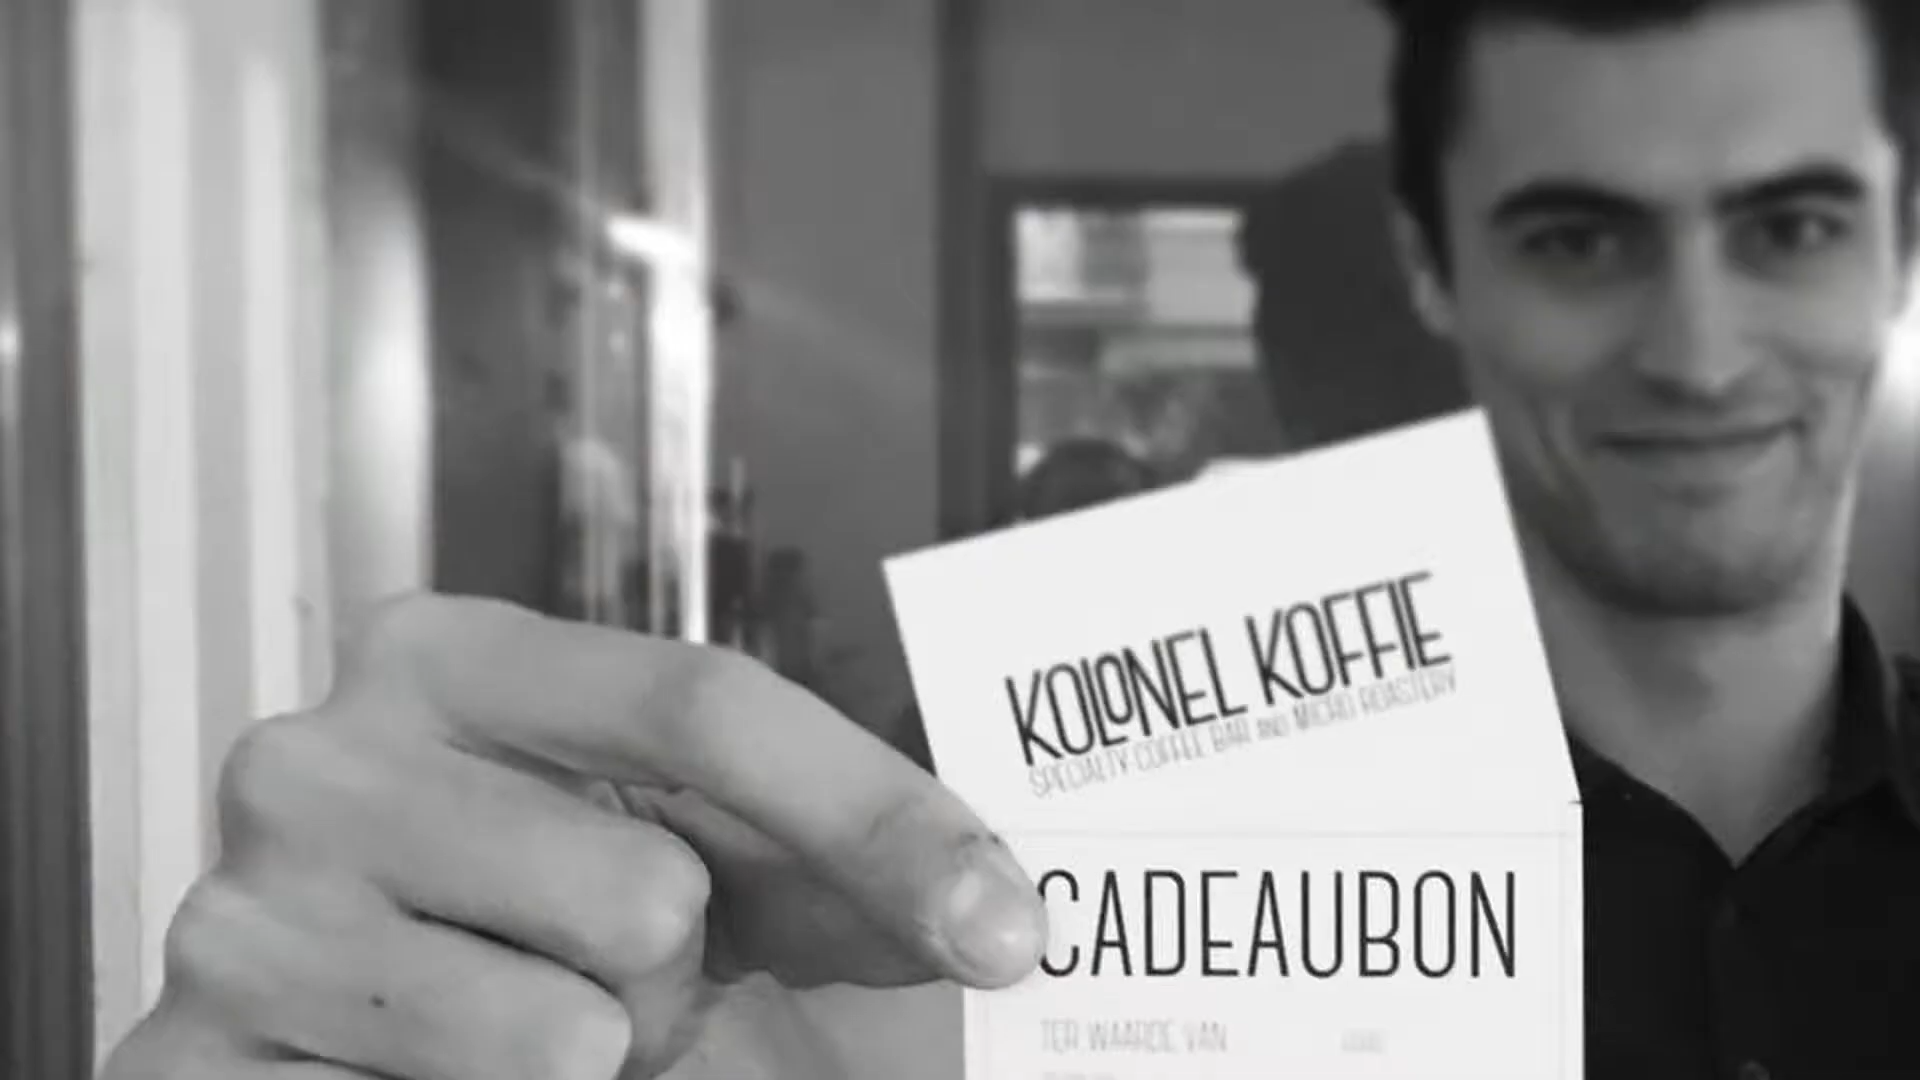 KOLONEL KOFFIE
SPECIALTY COFFEE BAR AND MICRO ROASTERY
CADEAUBON
TER WAARDE VAN